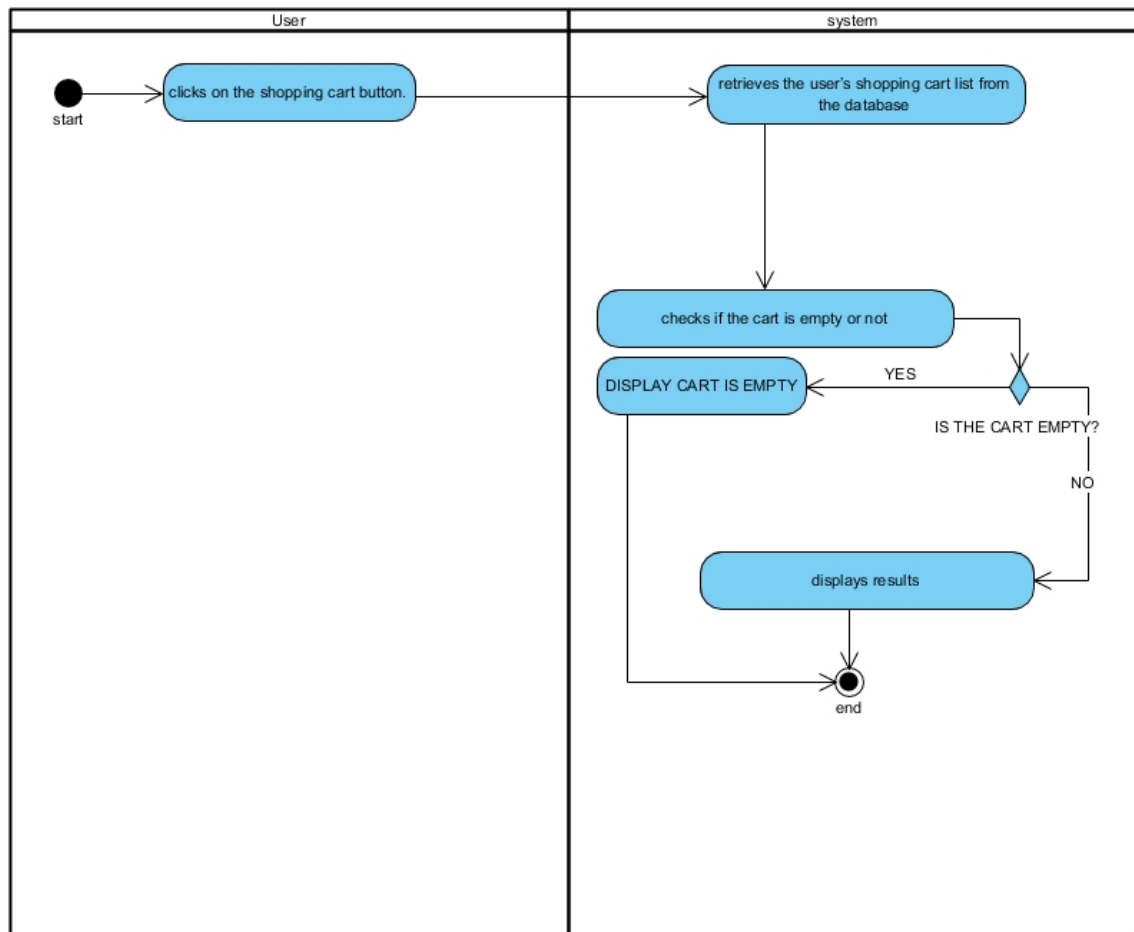 User
system
start
clicks on the shopping cart button.
retrieves the user's shopping cart list from
the database
checks if the cart is empty or not
DISPLAY CART IS EMPTY
YES
IS THE CART EMPTY?
NO
displays results
end